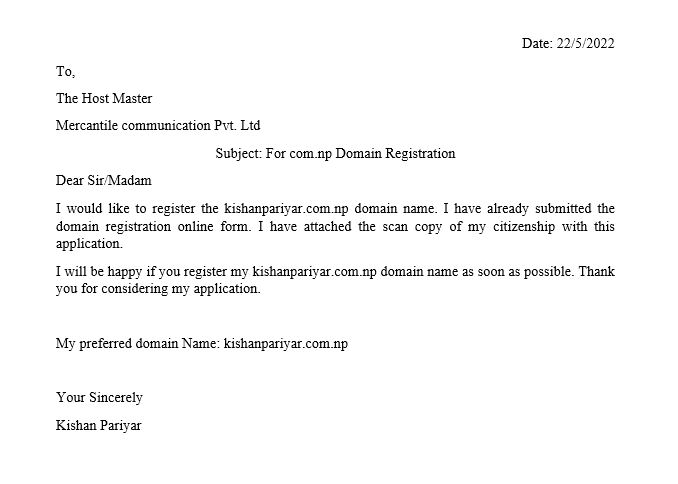 Date: 22/5/2022
To,
The Host Master
Mercantile communication Pvt. Ltd
Subject: For com.np Domain Registration
Dear Sir/Madam
I would like to register the kishanpariyar.com.np domain name. I have already submitted the
domain registration online form. I have attached the scan copy of my citizenship with this
application.
I will be happy if you register my kishanpariyar.com.np domain name as soon as possible. Thank
you for considering my application.
My preferred domain Name: kishanpariyar.com.np
Your Sincerely
Kishan Pariyar